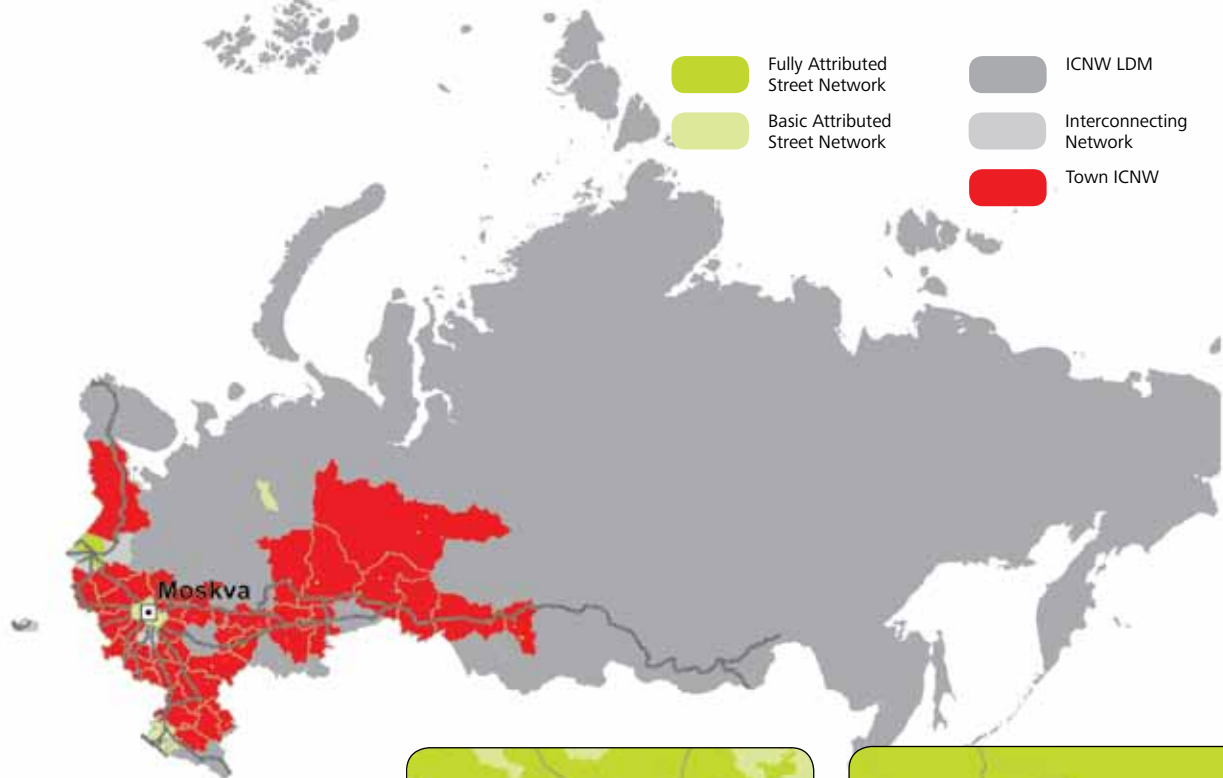 Fully Attributed
Street Network
Basic Attributed
Street Network
ICNW LDM
Interconnecting
Network
Town ICNW
Moskva